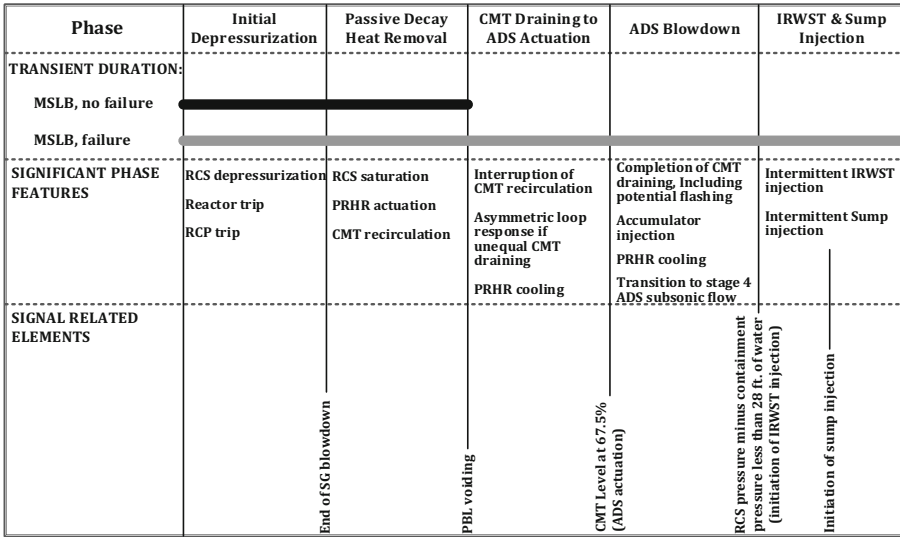 Phase
Initial
Depressurization
Passive Decay
Heat Removal
CMT Draining to
ADS Actuation
ADS Blowdown
IRWST & Sump
Injection
TRANSIENT DURATION:
MSLB, no failure
MSLB, failure
SIGNIFICANT PHASE
FEATURES
RCS depressurization
Reactor trip
RCP trip
RCS saturation
PRHR actuation
CMT recirculation
Interruption of
CMT recirculation
Asymmetric loop
response if
unequal CMT
draining
PRHR cooling
Completion of CMT
draining, Including
potential flashing
Accumulator
injection
PRHR cooling
Transition to stage 4
ADS subsonic flow
Intermittent IRWST
injection
Intermittent Sump
injection
SIGNAL RELATED
ELEMENTS
End of SG blowdown
PBL voiding
CMT Level at 67.5%
(ADS actuation)
RCS pressure minus containment
pressure less than 28 ft. of water
(initiation of IRWST injection)
Initiation of sump injection